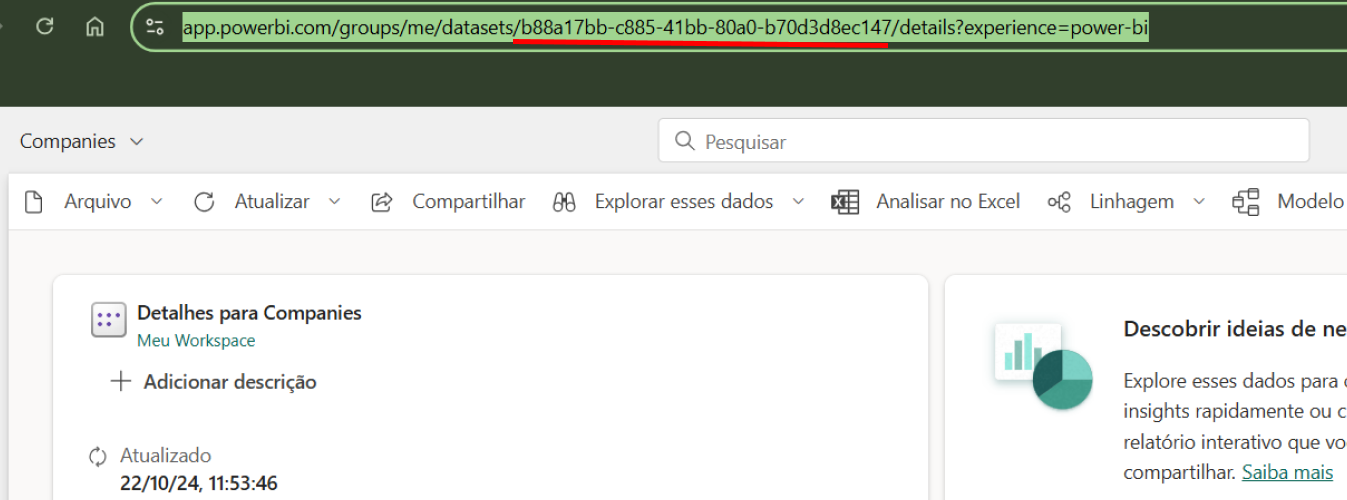 app.powerbi.com/groups/me/datasets/b88a17bb-c885-41bb-80a0-b70d3d8ec147/details?experience=power-bi
Companies
Pesquisar
Arquivo
Atualizar
Compartilhar
Explorar esses dados
Analisar no Excel
Linhagem
Modelo
Detalhes para Companies
Meu Workspace
Adicionar descrição
Atualizado
22/10/24, 11:53:46
Descobrir ideias de ne
Explore esses dados para
insights rapidamente ou c
relatório interativo que vo
compartilhar. Saiba mais